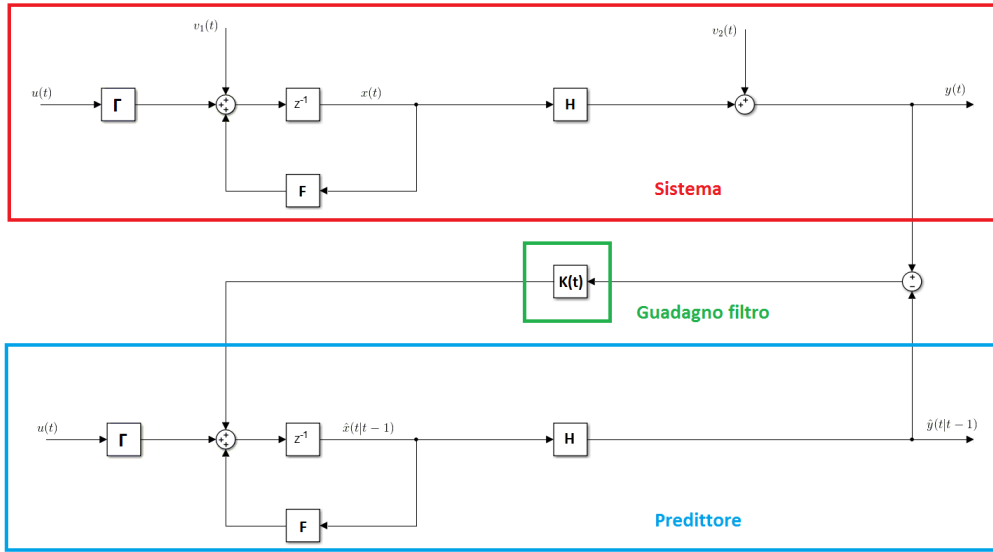 v₁(t)
v₂(t)
u(t)
Γ
+
+
+
z⁻¹
x(t)
H
+
+
y(t)
F
Sistema
K(t)
+
−
Guadagno filtro
u(t)
Γ
+
+
+
z⁻¹
x̂(t|t − 1)
H
ŷ(t|t − 1)
F
Predittore